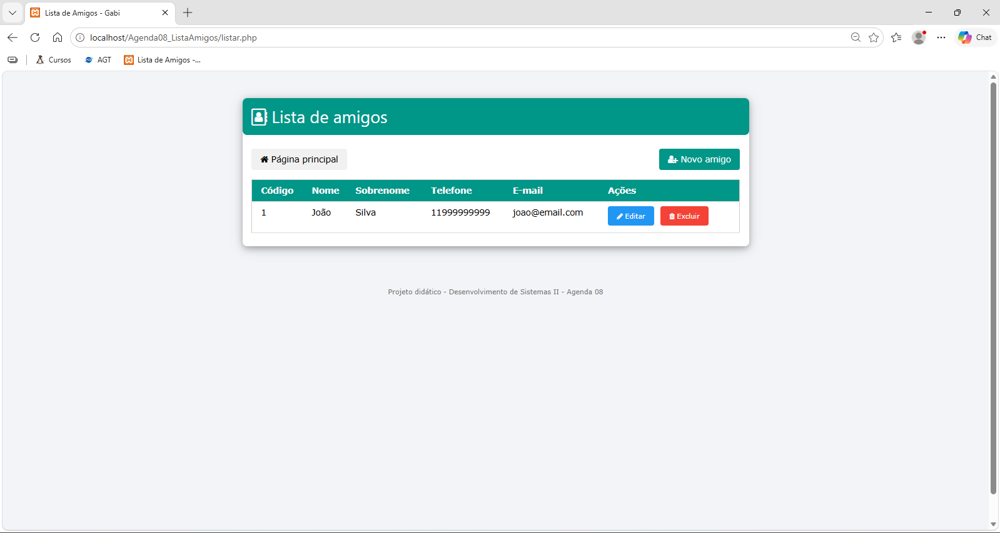 Lista de Amigos - Gabi
localhost/Agenda08_ListaAmigos/listar.php
Chat
Cursos
AGT
Lista de Amigos -...
Lista de amigos
Página principal
Novo amigo
Código Nome Sobrenome Telefone E-mail Ações
1 João Silva 11999999999 joao@email.com Editar Excluir
Projeto didático - Desenvolvimento de Sistemas II - Agenda 08